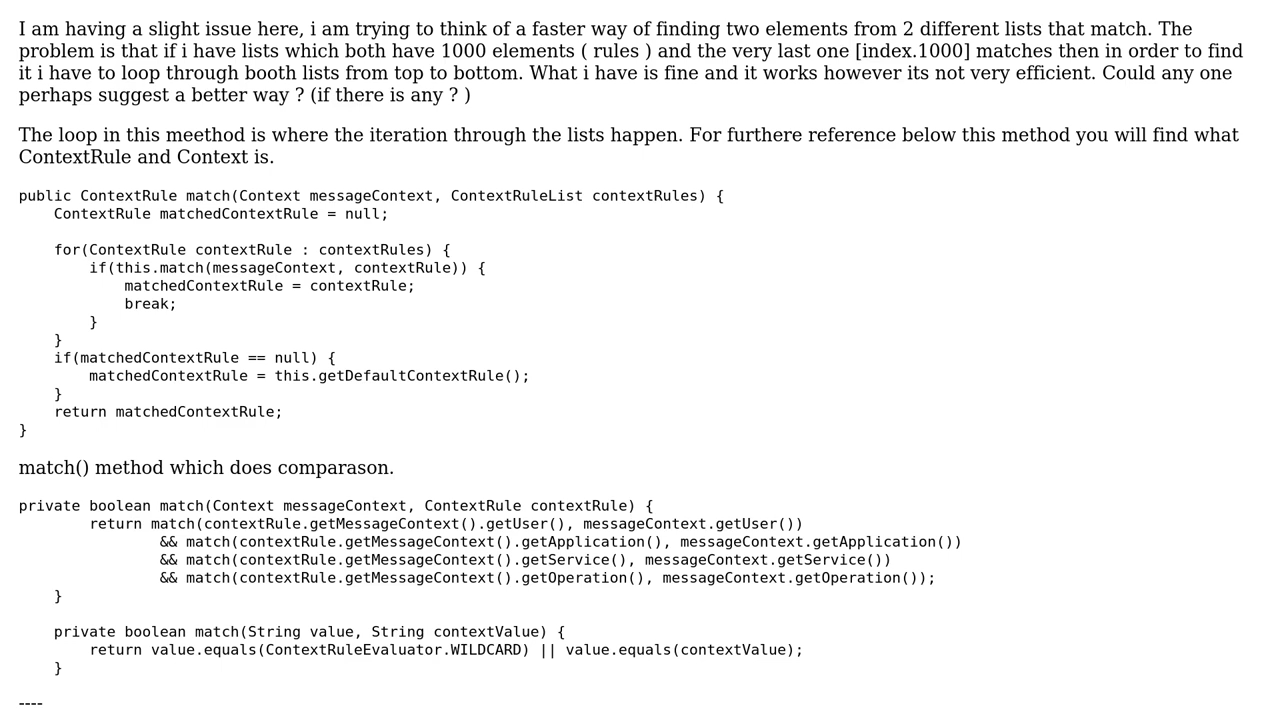 I am having a slight issue here, i am trying to think of a faster way of finding two elements from 2 different lists that match. The
problem is that if i have lists which both have 1000 elements ( rules ) and the very last one [index.1000] matches then in order to find
it i have to loop through booth lists from top to bottom. What i have is fine and it works however its not very efficient. Could any one
perhaps suggest a better way ? (if there is any ? )

The loop in this meethod is where the iteration through the lists happen. For furthere reference below this method you will find what
ContextRule and Context is.

public ContextRule match(Context messageContext, ContextRuleList contextRules) {
    ContextRule matchedContextRule = null;

    for(ContextRule contextRule : contextRules) {
        if(this.match(messageContext, contextRule)) {
            matchedContextRule = contextRule;
            break;
        }
    }
    if(matchedContextRule == null) {
        matchedContextRule = this.getDefaultContextRule();
    }
    return matchedContextRule;
}

match() method which does comparason.

private boolean match(Context messageContext, ContextRule contextRule) {
        return match(contextRule.getMessageContext().getUser(), messageContext.getUser())
                && match(contextRule.getMessageContext().getApplication(), messageContext.getApplication())
                && match(contextRule.getMessageContext().getService(), messageContext.getService())
                && match(contextRule.getMessageContext().getOperation(), messageContext.getOperation());
    }

    private boolean match(String value, String contextValue) {
        return value.equals(ContextRuleEvaluator.WILDCARD) || value.equals(contextValue);
    }

----